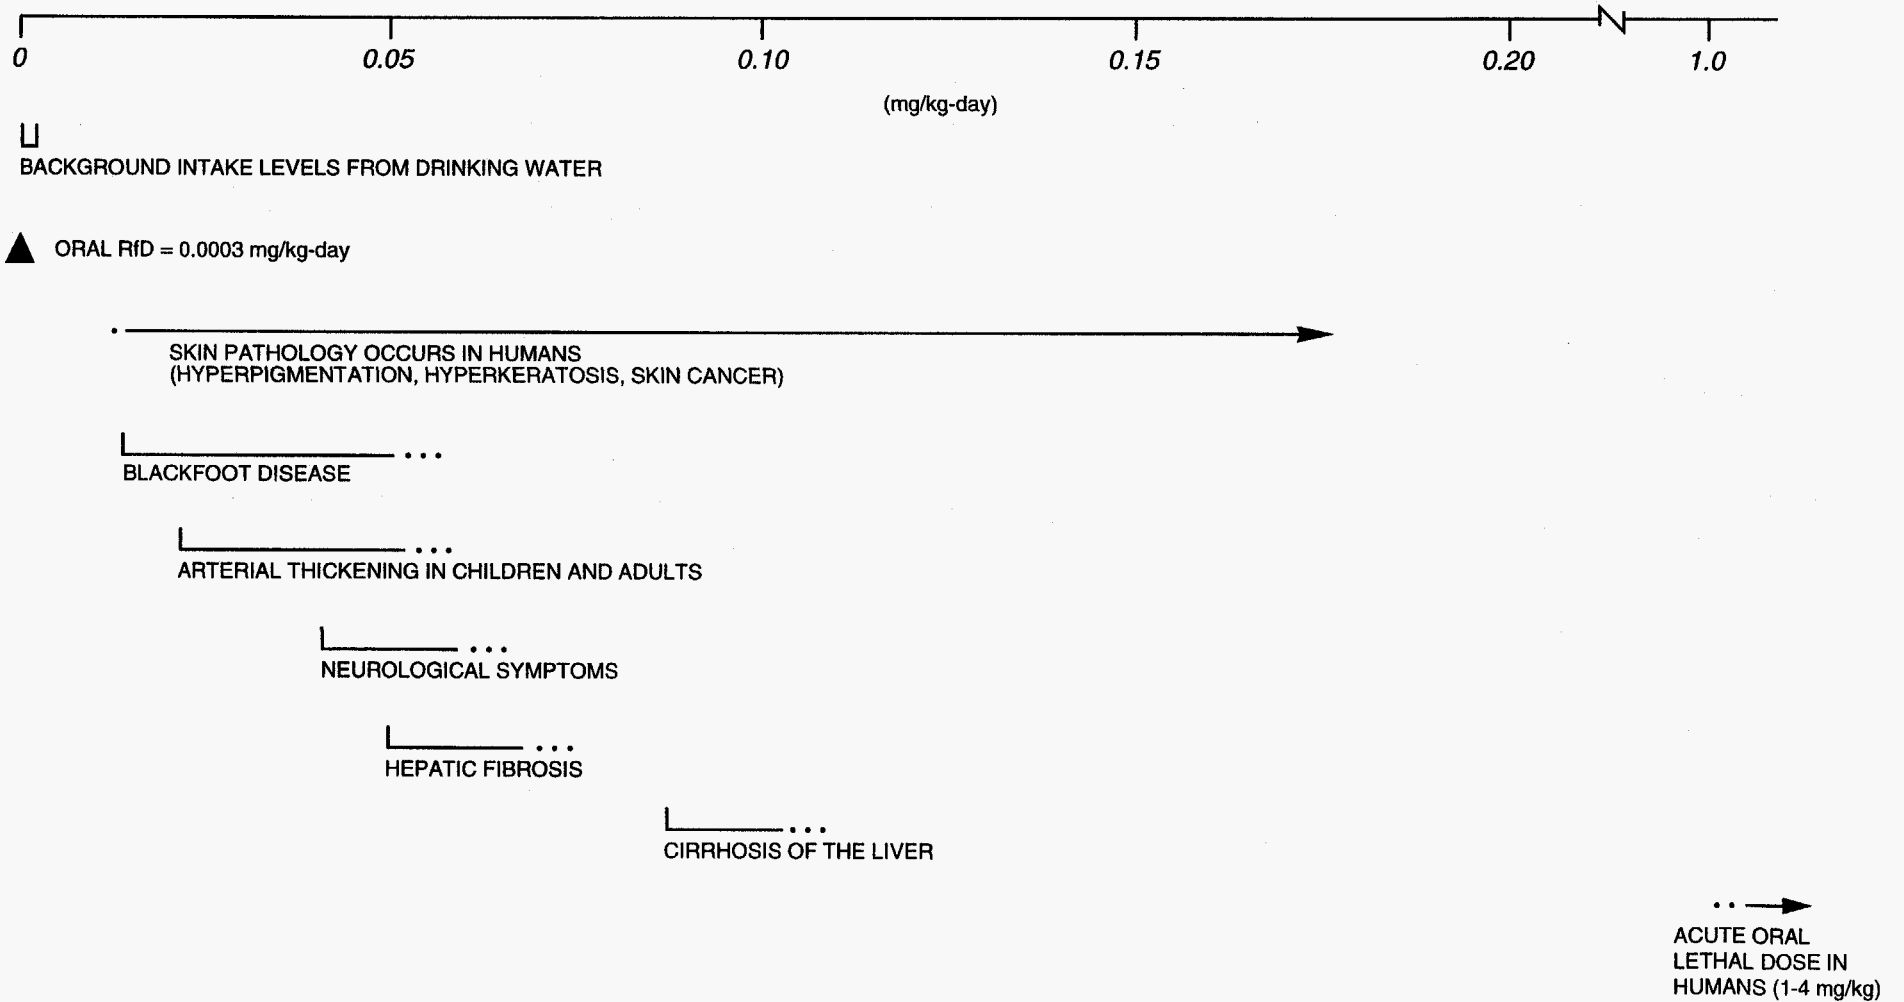 0 0.05 0.10 0.15 0.20 1.0
(mg/kg-day)
BACKGROUND INTAKE LEVELS FROM DRINKING WATER
ORAL RfD = 0.0003 mg/kg-day
SKIN PATHOLOGY OCCURS IN HUMANS
(HYPERPIGMENTATION, HYPERKERATOSIS, SKIN CANCER)
BLACKFOOT DISEASE
ARTERIAL THICKENING IN CHILDREN AND ADULTS
NEUROLOGICAL SYMPTOMS
HEPATIC FIBROSIS
CIRRHOSIS OF THE LIVER
ACUTE ORAL
LETHAL DOSE IN
HUMANS (1-4 mg/kg)